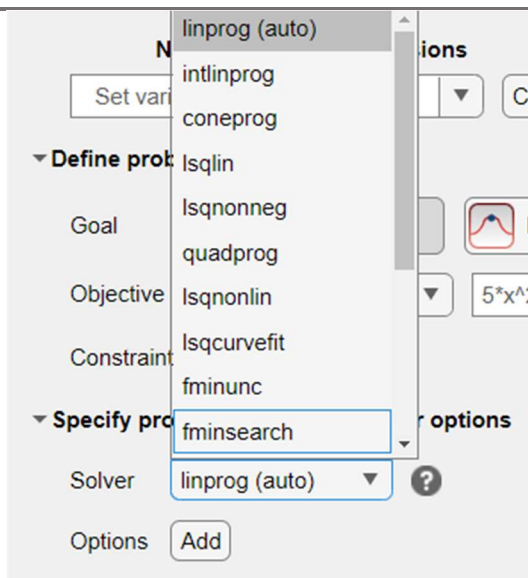 linprog (auto)
intlinprog
coneprog
lsqlin
lsqnonneg
quadprog
lsqnonlin
lsqcurvefit
fminunc
fminsearch
N ions
Set vari C
Define prob
Goal
Objective 5*x^2
Constraint
Specify pro r options
Solver linprog (auto) ?
Options Add